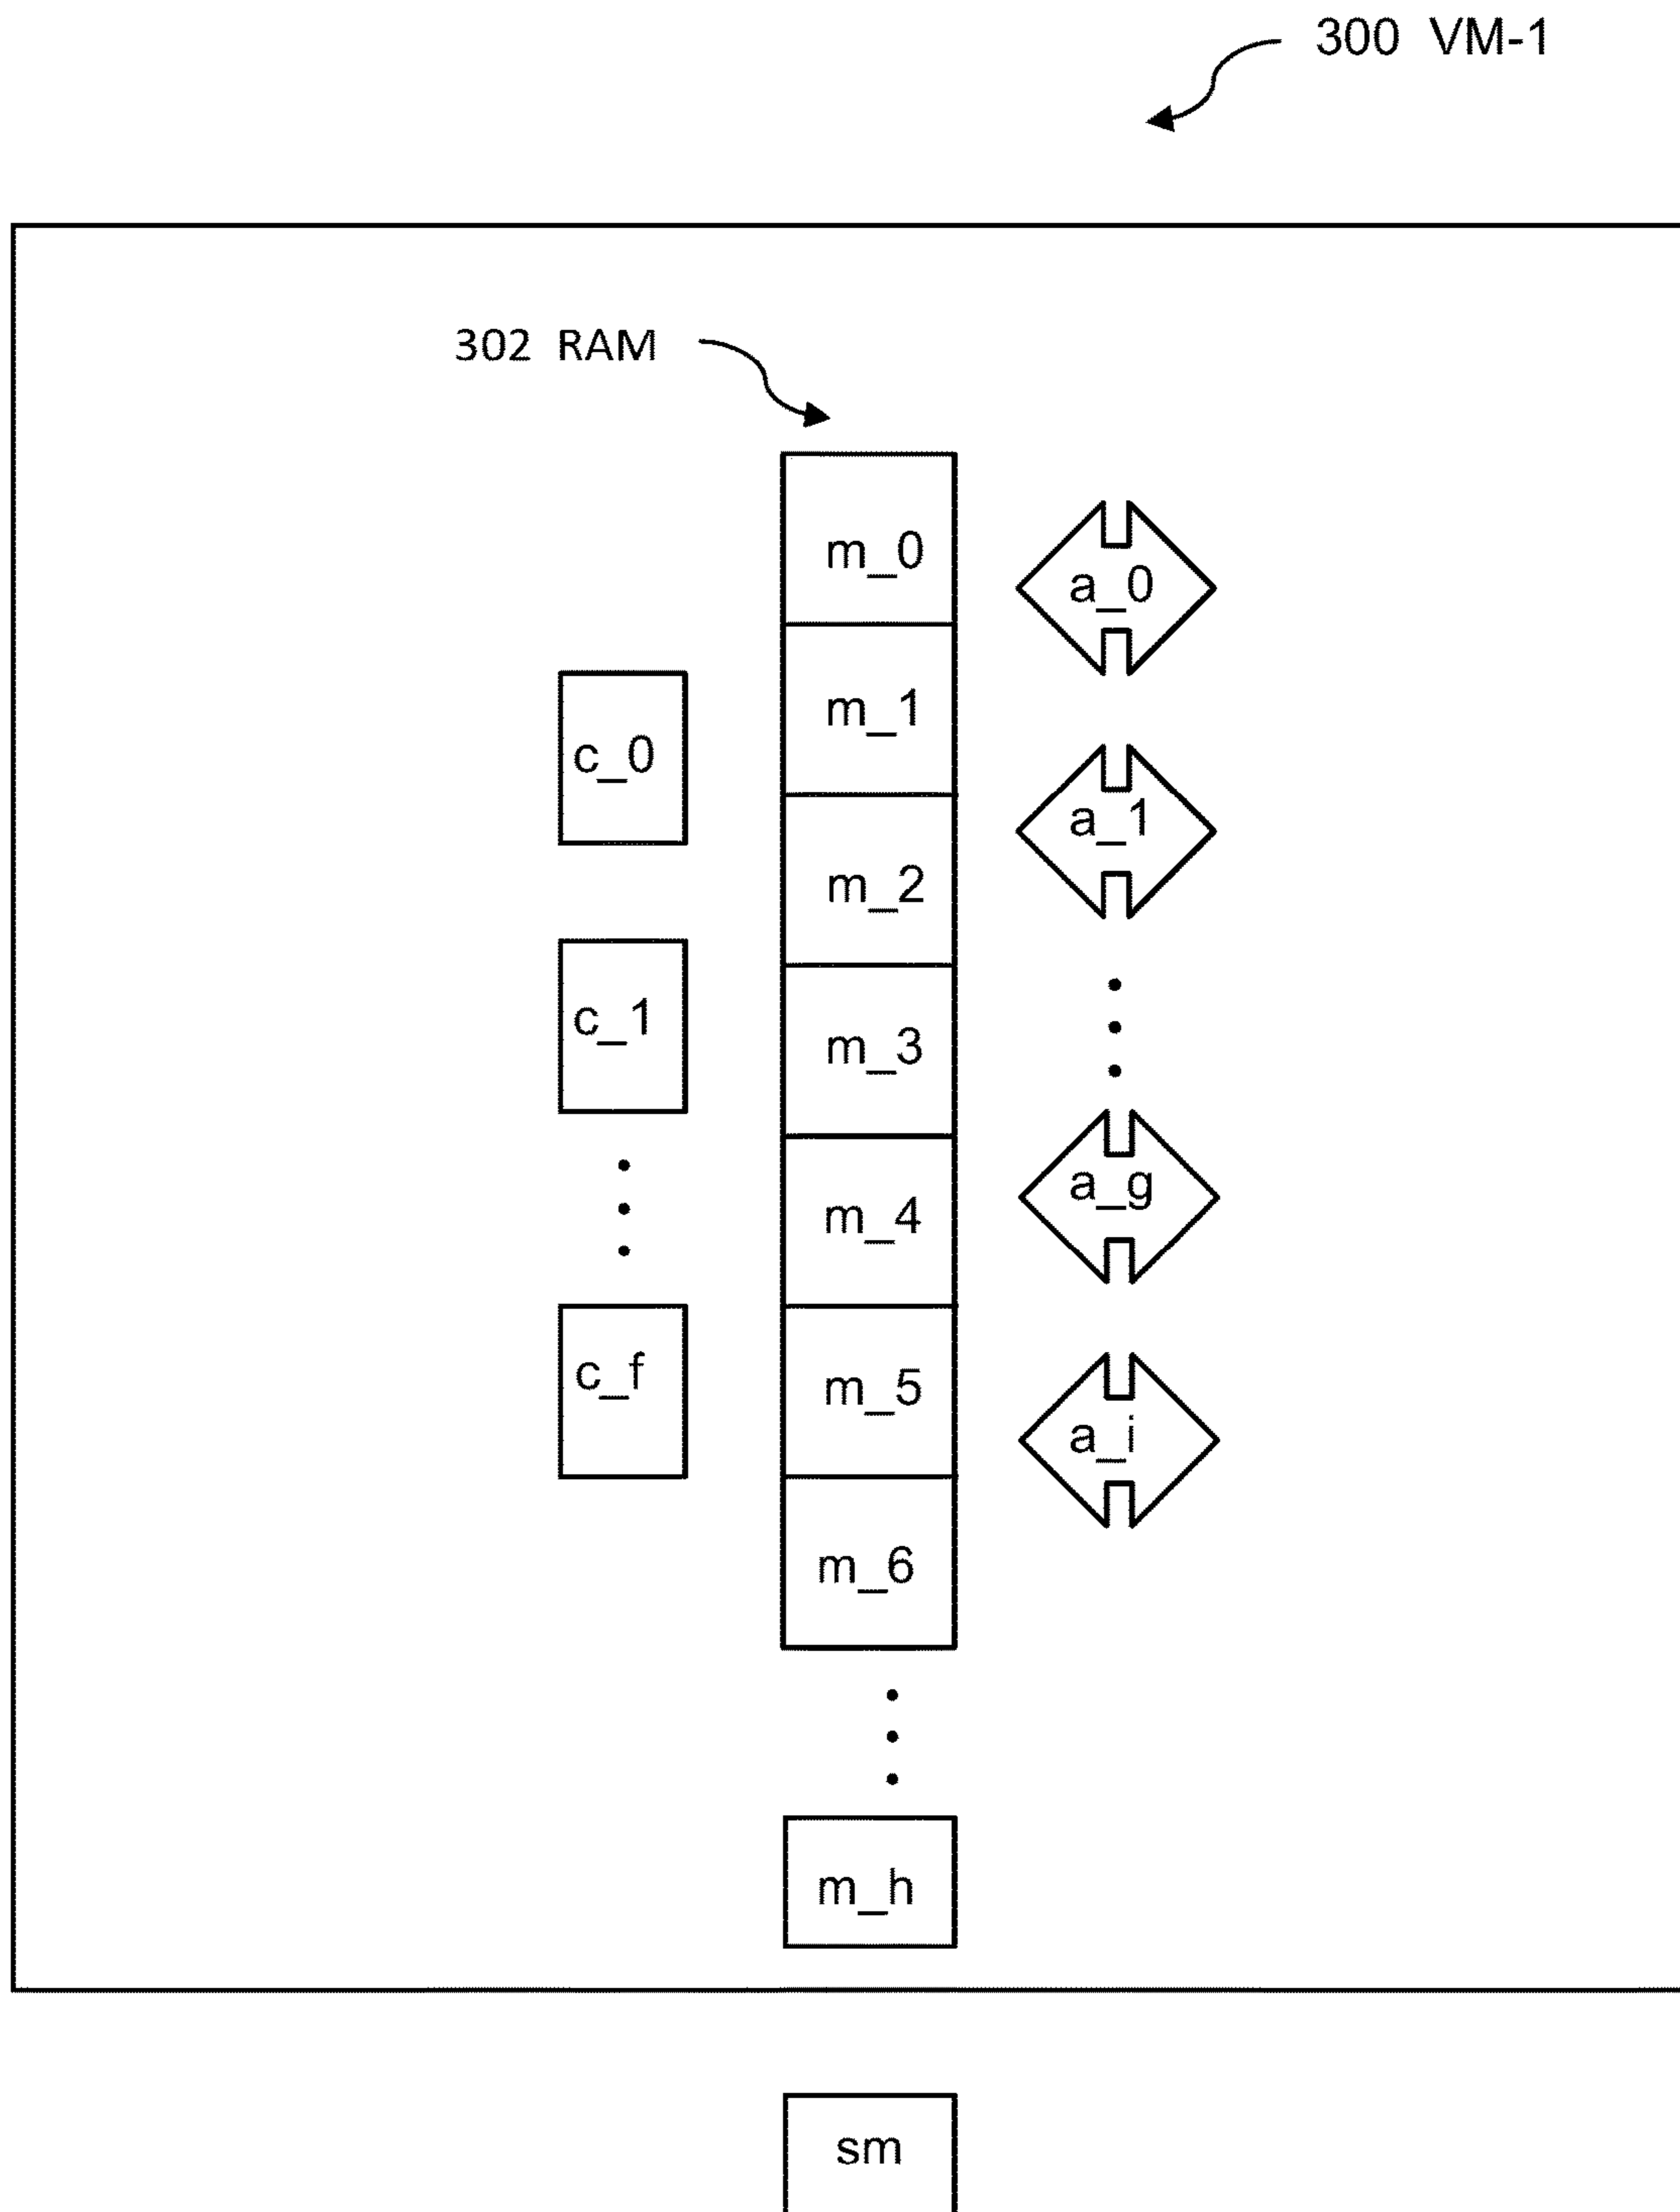 300 VM-1
302 RAM
m_0
a_0
m_1
c_0
a_1
m_2
c_1
m_3
a_g
m_4
c_f
m_5
a_i
m_6
m_h
sm